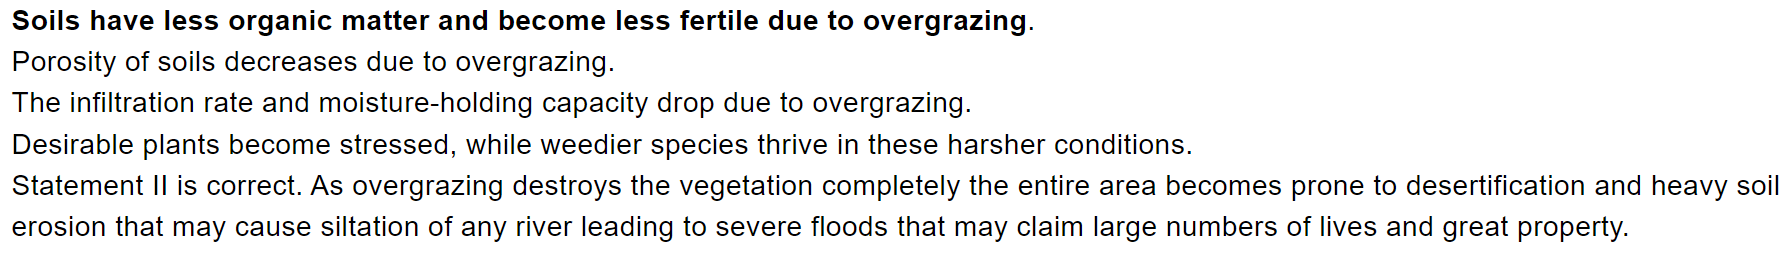 Soils have less organic matter and become less fertile due to overgrazing.
Porosity of soils decreases due to overgrazing.
The infiltration rate and moisture-holding capacity drop due to overgrazing.
Desirable plants become stressed, while weedier species thrive in these harsher conditions.
Statement II is correct. As overgrazing destroys the vegetation completely the entire area becomes prone to desertification and heavy soil
erosion that may cause siltation of any river leading to severe floods that may claim large numbers of lives and great property.